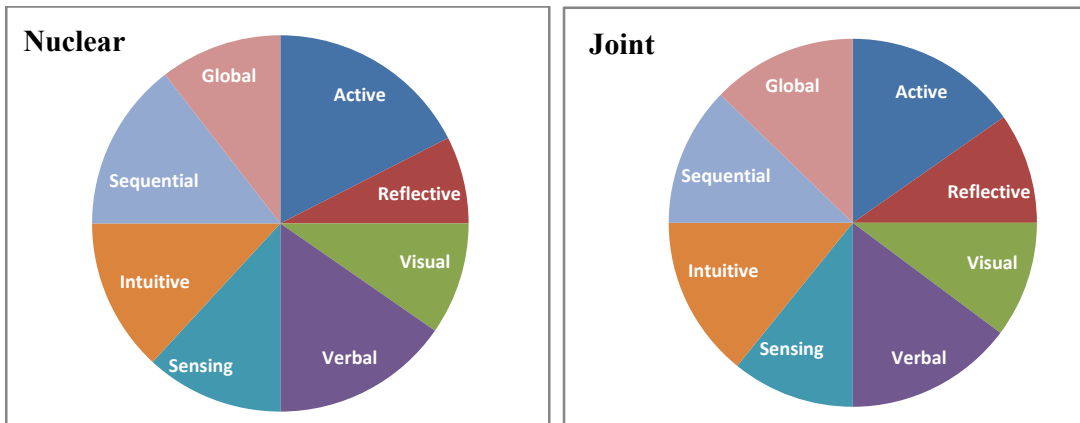 Nuclear
Global
Active
Sequential
Reflective
Intuitive
Visual
Sensing
Verbal
Joint
Global
Active
Sequential
Reflective
Intuitive
Visual
Sensing
Verbal